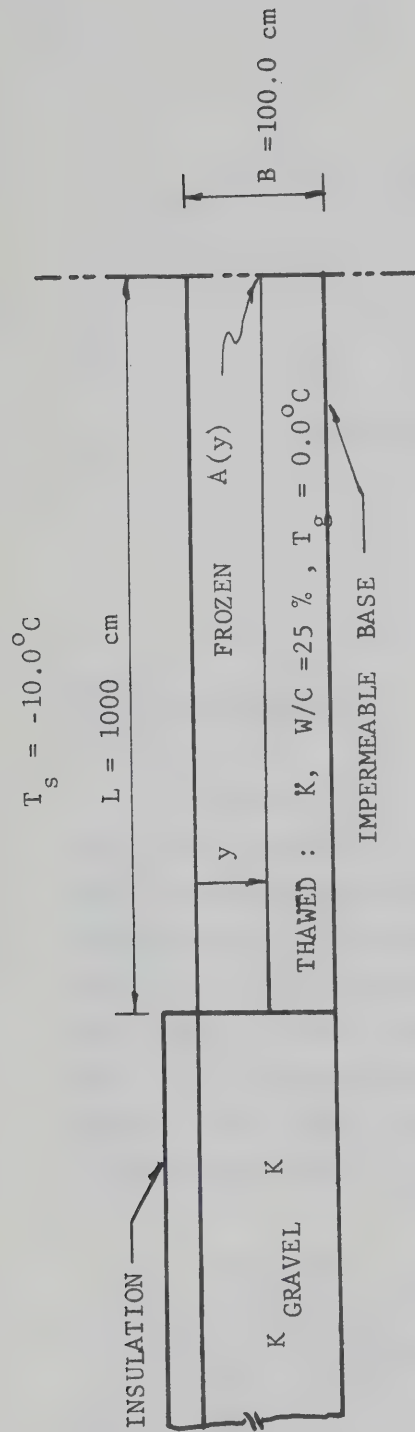 T_s = -10.0°C
L = 1000 cm
INSULATION
y
FROZEN A(y)
B = 100.0 cm
K GRAVEL K
THAWED : K, W/C = 25 % , T_g = 0.0°C
IMPERMEABLE BASE